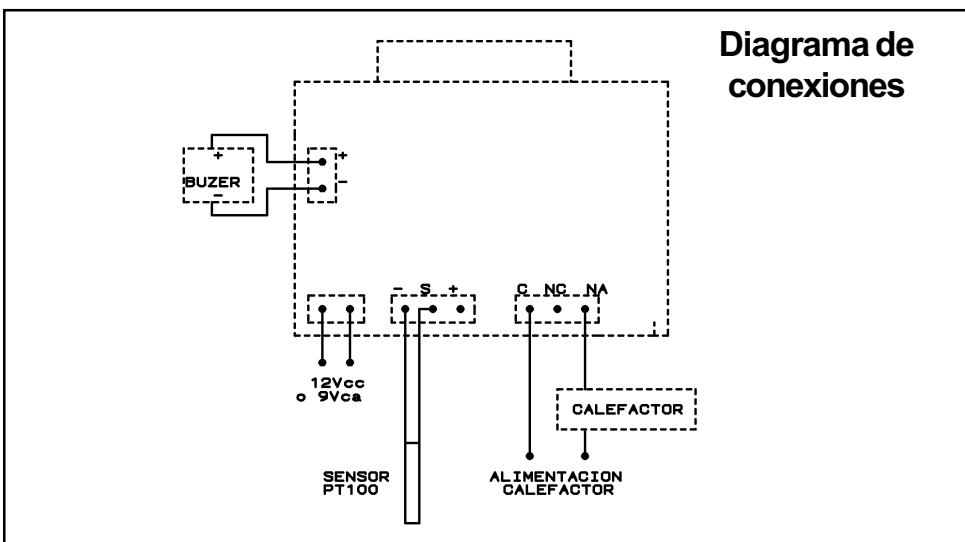 Diagrama de
conexiones
+
+
BUZER
-
-
- S +
C NC NA
12Vcc
o 9Vca
CALEFACTOR
SENSOR
PT100
ALIMENTACION
CALEFACTOR